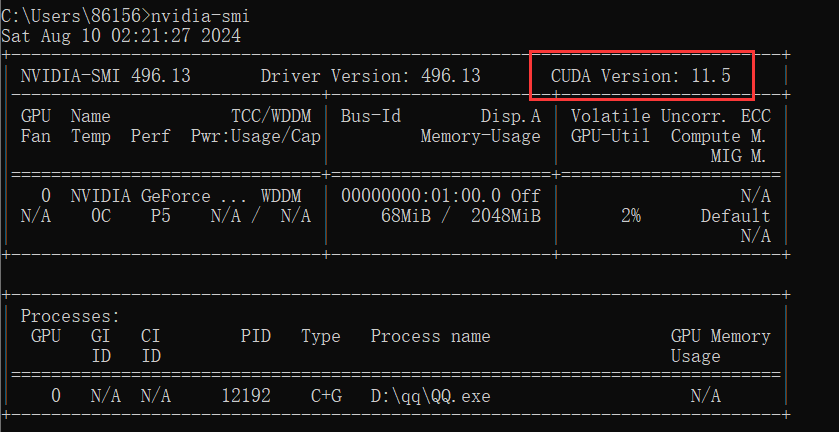 C:\Users\86156>nvidia-smi
Sat Aug 10 02:21:27 2024
NVIDIA-SMI 496.13 Driver Version: 496.13 CUDA Version: 11.5
GPU Name TCC/WDDM Bus-Id Disp.A Volatile Uncorr. ECC
Fan Temp Perf Pwr:Usage/Cap Memory-Usage GPU-Util Compute M.
MIG M.
0 NVIDIA GeForce ... WDDM 00000000:01:00.0 Off N/A
N/A 0C P5 N/A / N/A 68MiB / 2048MiB 2% Default
N/A
Processes:
GPU GI CI PID Type Process name GPU Memory
ID ID Usage
0 N/A N/A 12192 C+G D:\qq\QQ.exe N/A